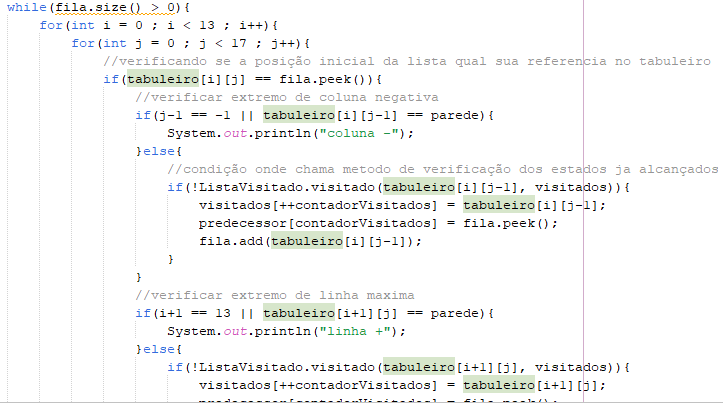 while(fila.size() > 0){
for(int i = 0 ; i < 13 ; i++){
for(int j = 0 ; j < 17 ; j++){
//verificando se a posição inicial da lista qual sua referencia no tabuleiro
if(tabuleiro[i][j] == fila.peek()){
//verificar extremo de coluna negativa
if(j-1 == -1 || tabuleiro[i][j-1] == parede){
System.out.println("coluna -");
}else{
//condição onde chama metodo de verificação dos estados ja alcançados
if(!ListaVisitado.visitado(tabuleiro[i][j-1], visitados)){
visitados[++contadorVisitados] = tabuleiro[i][j-1];
predecessor[contadorVisitados] = fila.peek();
fila.add(tabuleiro[i][j-1]);
}
}
//verificar extremo de linha maxima
if(i+1 == 13 || tabuleiro[i+1][j] == parede){
System.out.println("linha +");
}else{
if(!ListaVisitado.visitado(tabuleiro[i+1][j], visitados)){
visitados[++contadorVisitados] = tabuleiro[i+1][j];
predecessor[contadorVisitados] = fila.peek();